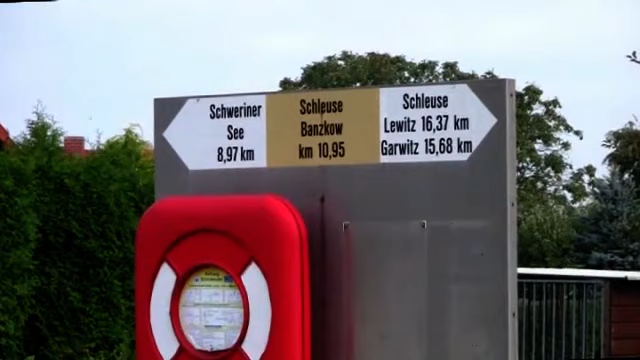 Schweriner
See
8,97 km
Schleuse
Banzkow
km 10,95
Schleuse
Lewitz 16,37 km
Garwitz 15,68 km